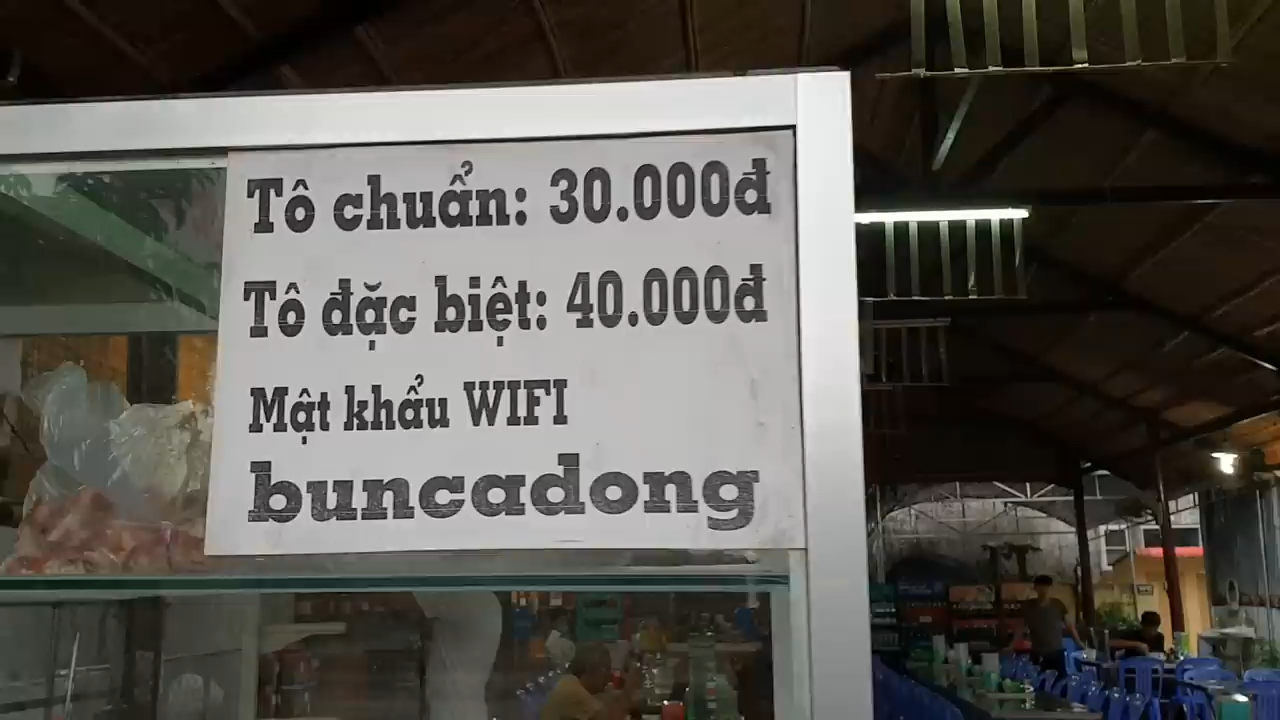 Tô chuẩn: 30.000đ
Tô đặc biệt: 40.000đ
Mật khẩu WIFI
buncadong